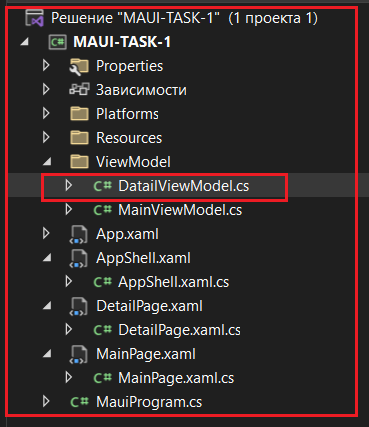 Решение "MAUI-TASK-1" (1 проекта 1)
MAUI-TASK-1
Properties
Зависимости
Platforms
Resources
ViewModel
C# DatailViewModel.cs
C# MainViewModel.cs
App.xaml
AppShell.xaml
C# AppShell.xaml.cs
DetailPage.xaml
C# DetailPage.xaml.cs
MainPage.xaml
C# MainPage.xaml.cs
C# MauiProgram.cs